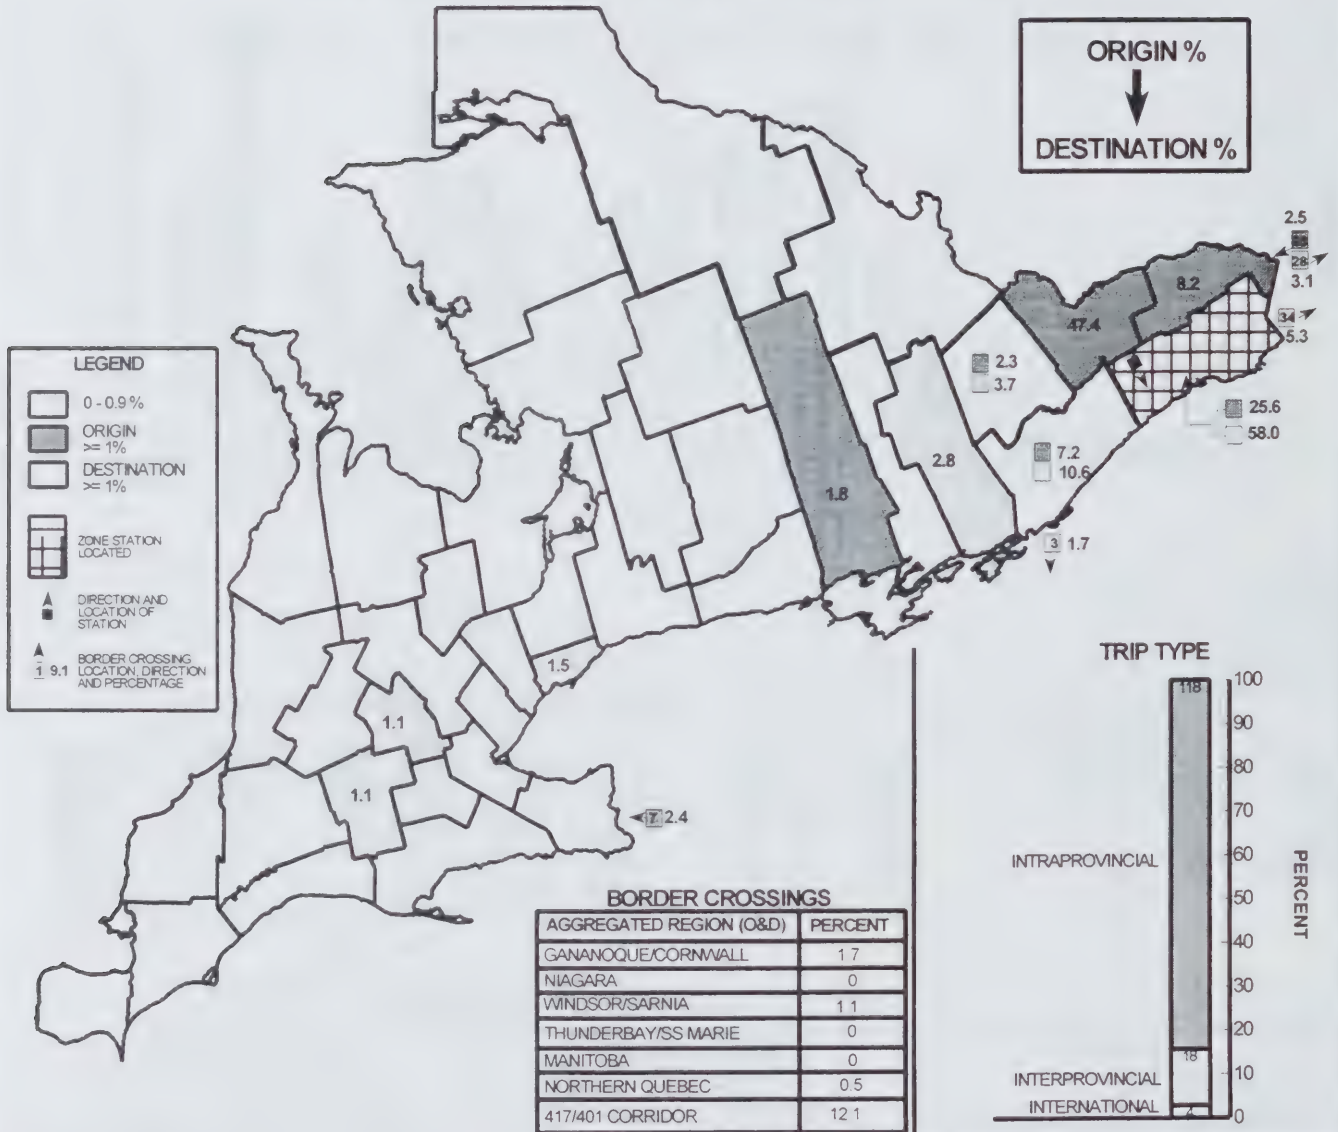 ORIGIN %
DESTINATION %
2.5
28
3.1
8.2
47.4
34
5.3
LEGEND
0 - 0.9 %
ORIGIN
>= 1%
DESTINATION
>= 1%
ZONE STATION
LOCATED
DIRECTION AND
LOCATION OF
STATION
1 9.1 BORDER CROSSING
LOCATION, DIRECTION
AND PERCENTAGE
2.3
3.7
25.6
58.0
7.2
10.6
2.8
1.8
3 1.7
1.5
1.1
1.1
7 2.4
TRIP TYPE
118
100
90
80
70
INTRAPROVINCIAL
60
50
40
30
20
18
INTERPROVINCIAL
10
INTERNATIONAL
4
0
PERCENT
BORDER CROSSINGS
AGGREGATED REGION (O&D) PERCENT
GANANOQUE/CORNWALL 1.7
NIAGARA 0
WINDSOR/SARNIA 1.1
THUNDERBAY/SS MARIE 0
MANITOBA 0
NORTHERN QUEBEC 0.5
417/401 CORRIDOR 12.1